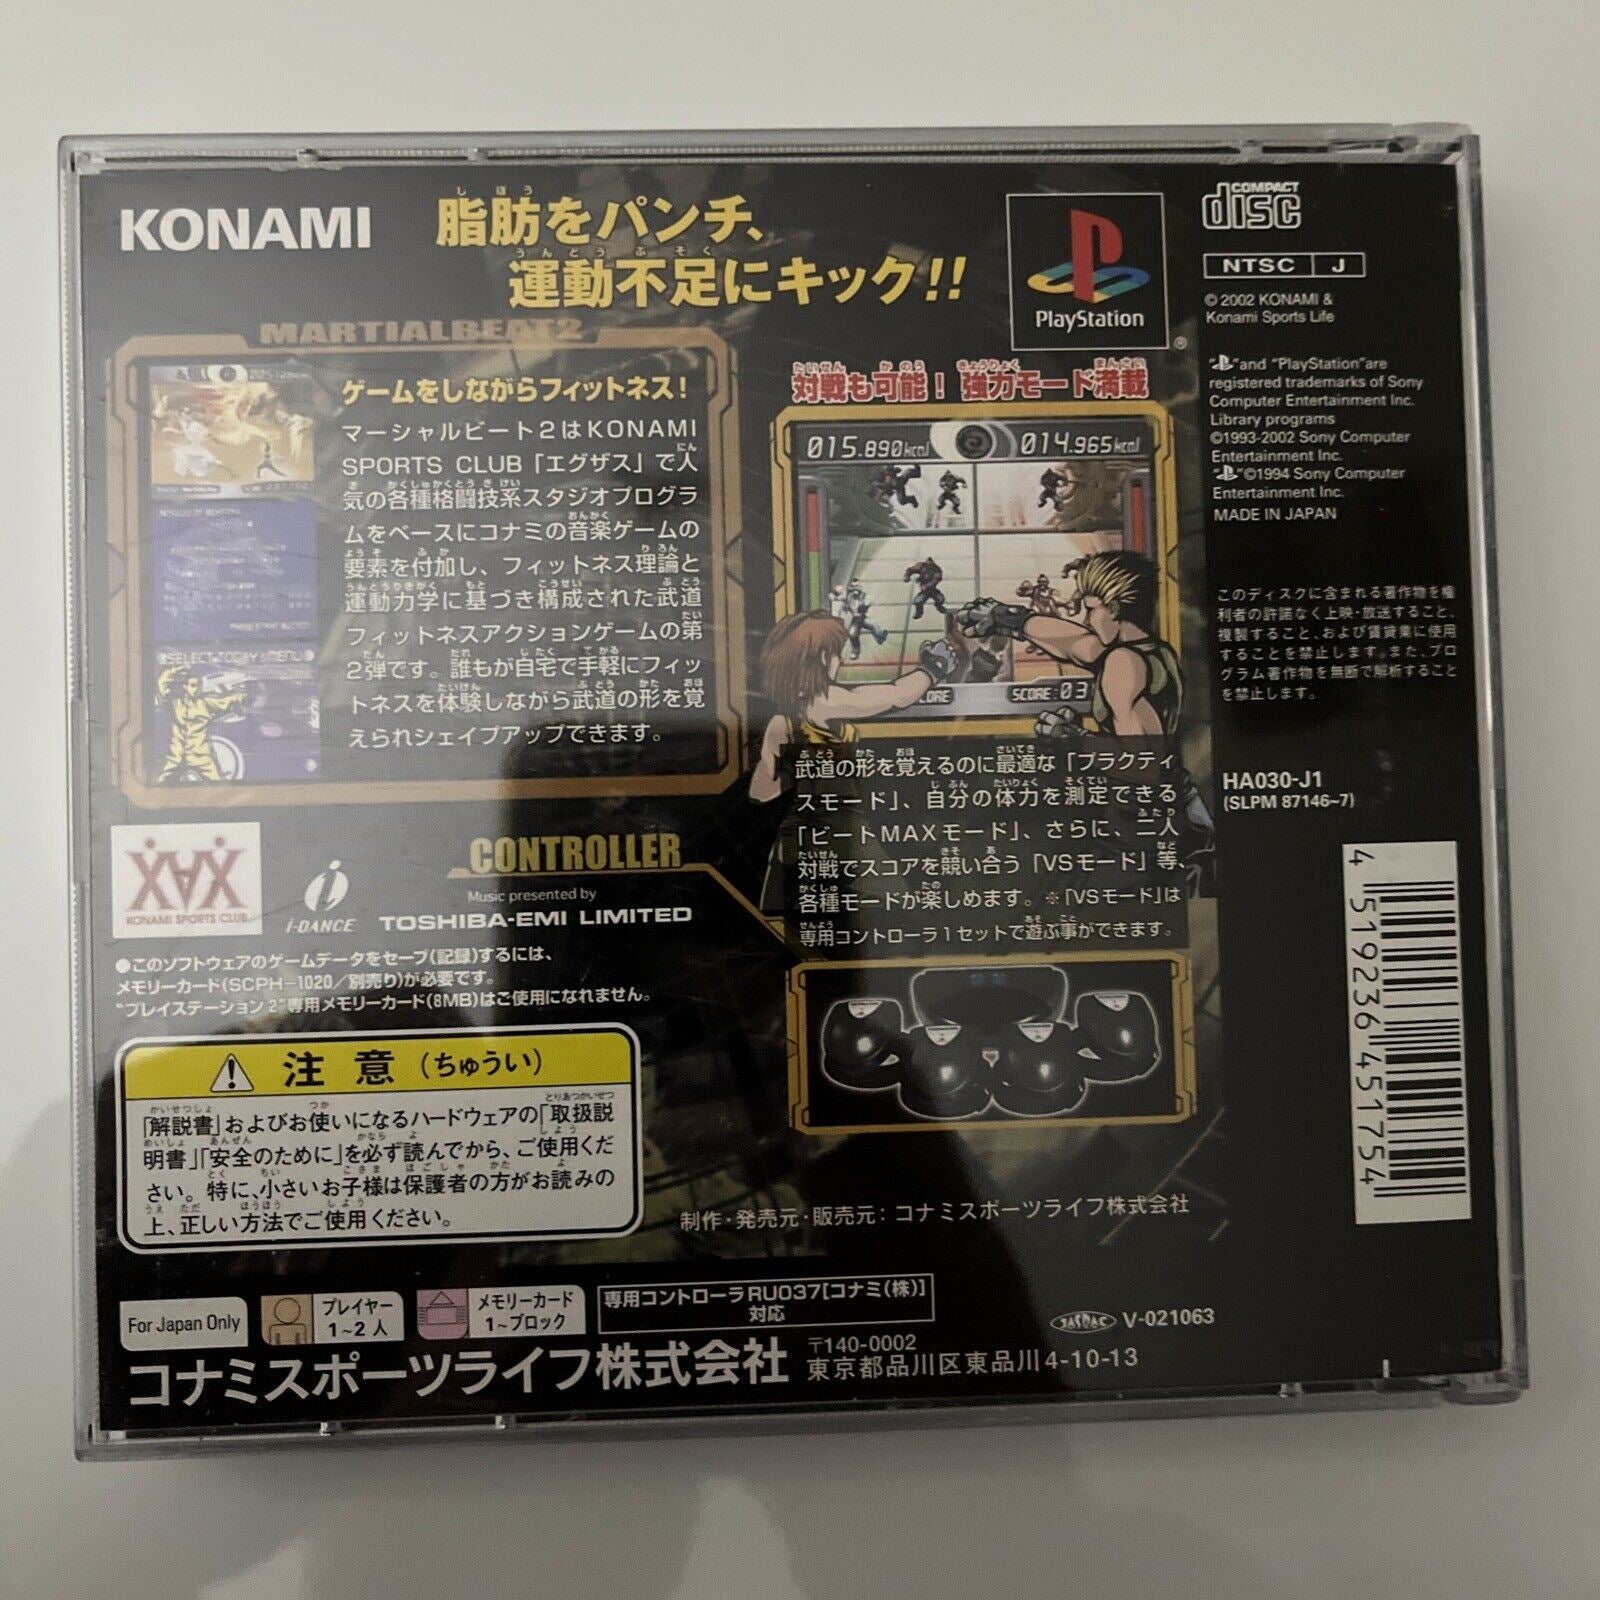 KONAMI
脂肪をパンチ、
運動不足にキック!!
PlayStation
COMPACT
disc
NTSC J
© 2002 KONAMI &
Konami Sports Life
" "and "PlayStation"are
registered trademarks of Sony
Computer Entertainment Inc.
Library programs
©1993-2002 Sony Computer
Entertainment Inc.
" "©1994 Sony Computer
Entertainment Inc.
MADE IN JAPAN
このディスクに含まれる著作物を権
利者の許諾なく上映・放送すること、
複製すること、および賃貸業に使用
することを禁止します。また、プロ
グラム著作物を無断で解析すること
を禁止します。
HA030-J1
(SLPM 87146~7)
4 519236 451754
MARTIALBEAT2
SELECT TODAY'S MENU
ゲームをしながらフィットネス!
マーシャルビート2はKONAMI
SPORTS CLUB「エグザス」で人
気の各種格闘技系スタジオプログラ
ムをベースにコナミの音楽ゲームの
要素を付加し、フィットネス理論と
運動力学に基づき構成された武道
フィットネスアクションゲームの第
2弾です。誰もが自宅で手軽にフィッ
トネスを体験しながら武道の形を覚
えられシェイプアップできます。
対戦も可能! 強力モード満載
015.890kcal 014.965kcal
SCORE: 03
武道の形を覚えるのに最適な「プラクティ
スモード」、自分の体力を測定できる
「ビートMAXモード」、さらに、二人
対戦でスコアを競い合う「VSモード」等、
各種モードが楽しめます。※「VSモード」は
専用コントローラ1セットで遊ぶ事ができます。
XAX
KONAMI SPORTS CLUB
i-DANCE
CONTROLLER
Music presented by
TOSHIBA-EMI LIMITED
●このソフトウェアのゲームデータをセーブ(記録)するには、
メモリーカード(SCPH-1020/別売り)が必要です。
"プレイステーション 2"専用メモリーカード(8MB)はご使用になれません。
注意(ちゅうい)
「解説書」およびお使いになるハードウェアの「取扱説
明書」「安全のために」を必ず読んでから、ご使用くだ
さい。特に、小さいお子様は保護者の方がお読みの
上、正しい方法でご使用ください。
制作・発売元・販売元：コナミスポーツライフ株式会社
For Japan Only
プレイヤー
1~2人
メモリーカード
1~ブロック
専用コントローラRU037[コナミ(株)]
対応
JASRAC V-021063
コナミスポーツライフ株式会社
〒140-0002
東京都品川区東品川4-10-13